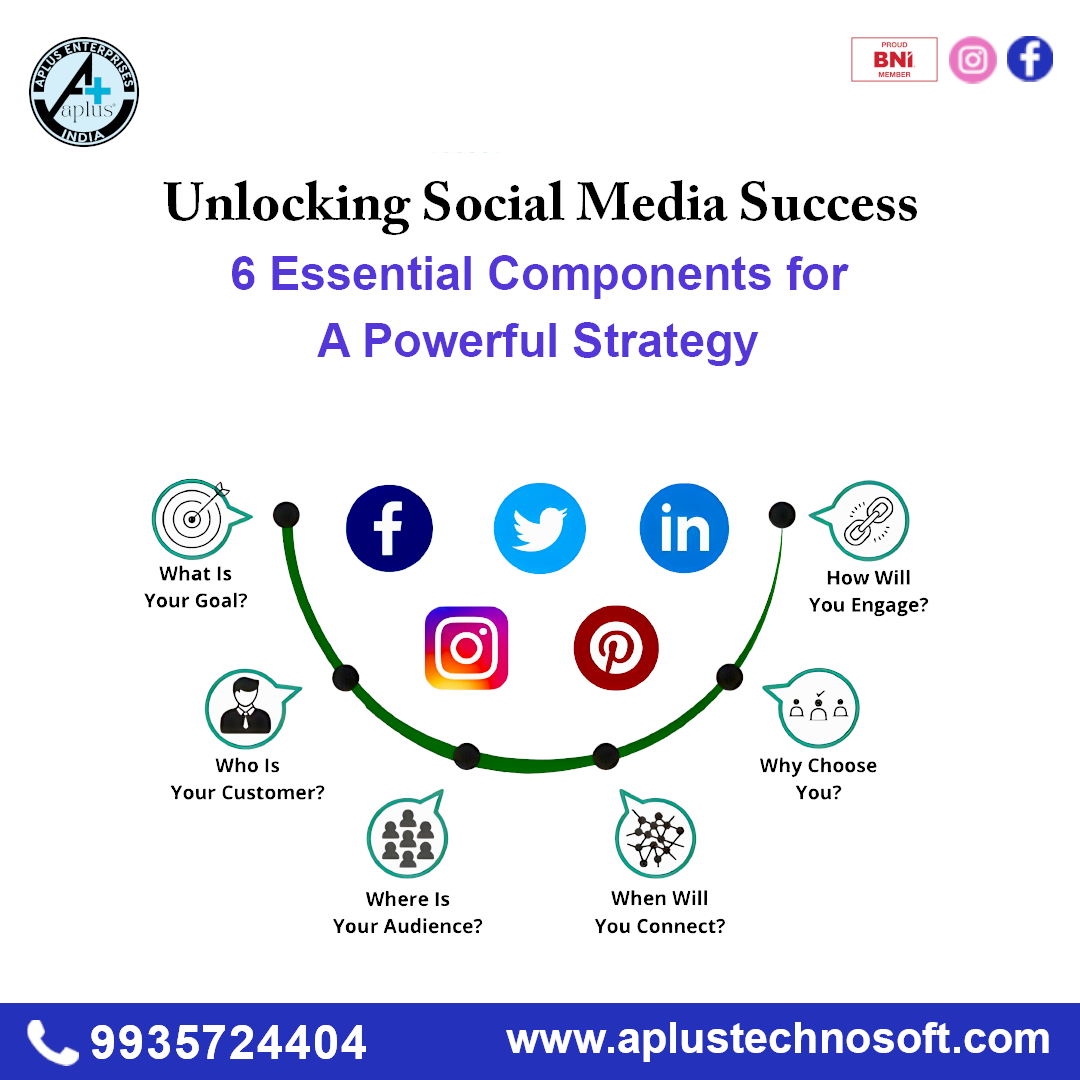 APLUS ENTERPRISES
A+
aplus®
INDIA
PROUD
BNI
MEMBER
Unlocking Social Media Success
6 Essential Components for
A Powerful Strategy
What Is
Your Goal?
How Will
You Engage?
Who Is
Your Customer?
Why Choose
You?
Where Is
Your Audience?
When Will
You Connect?
9935724404
www.aplustechnosoft.com